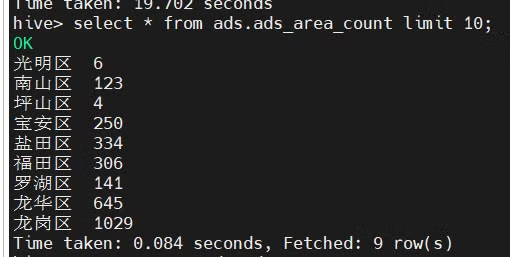 Time taken: 19.702 seconds
hive> select * from ads.ads_area_count limit 10;
OK
光明区 6
南山区 123
坪山区 4
宝安区 250
盐田区 334
福田区 306
罗湖区 141
龙华区 645
龙岗区 1029
Time taken: 0.084 seconds, Fetched: 9 row(s)